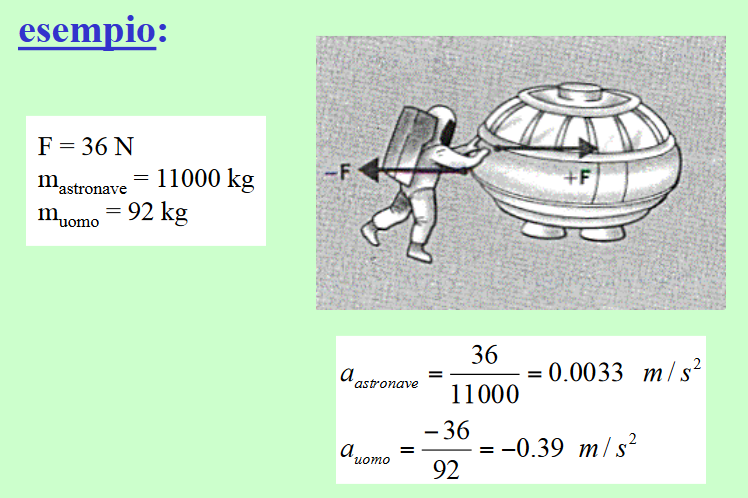 esempio:
F = 36 N
m_astronave = 11000 kg
m_uomo = 92 kg
−F
+F
a_astronave = 36/11000 = 0.0033 m/s²
a_uomo = −36/92 = −0.39 m/s²